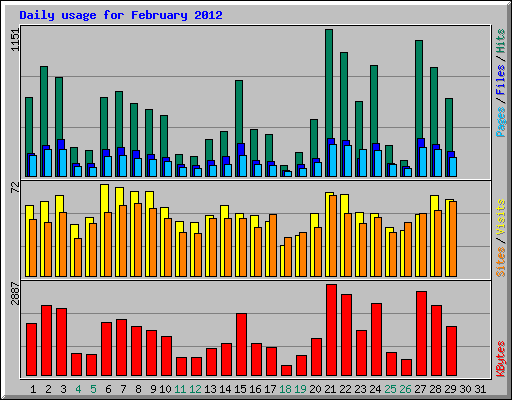 Daily usage for February 2012
1151
Pages / Files / Hits
72
Sites / Visits
2887
KBytes
1 2 3 4 5 6 7 8 9 10 11 12 13 14 15 16 17 18 19 20 21 22 23 24 25 26 27 28 29 30 31